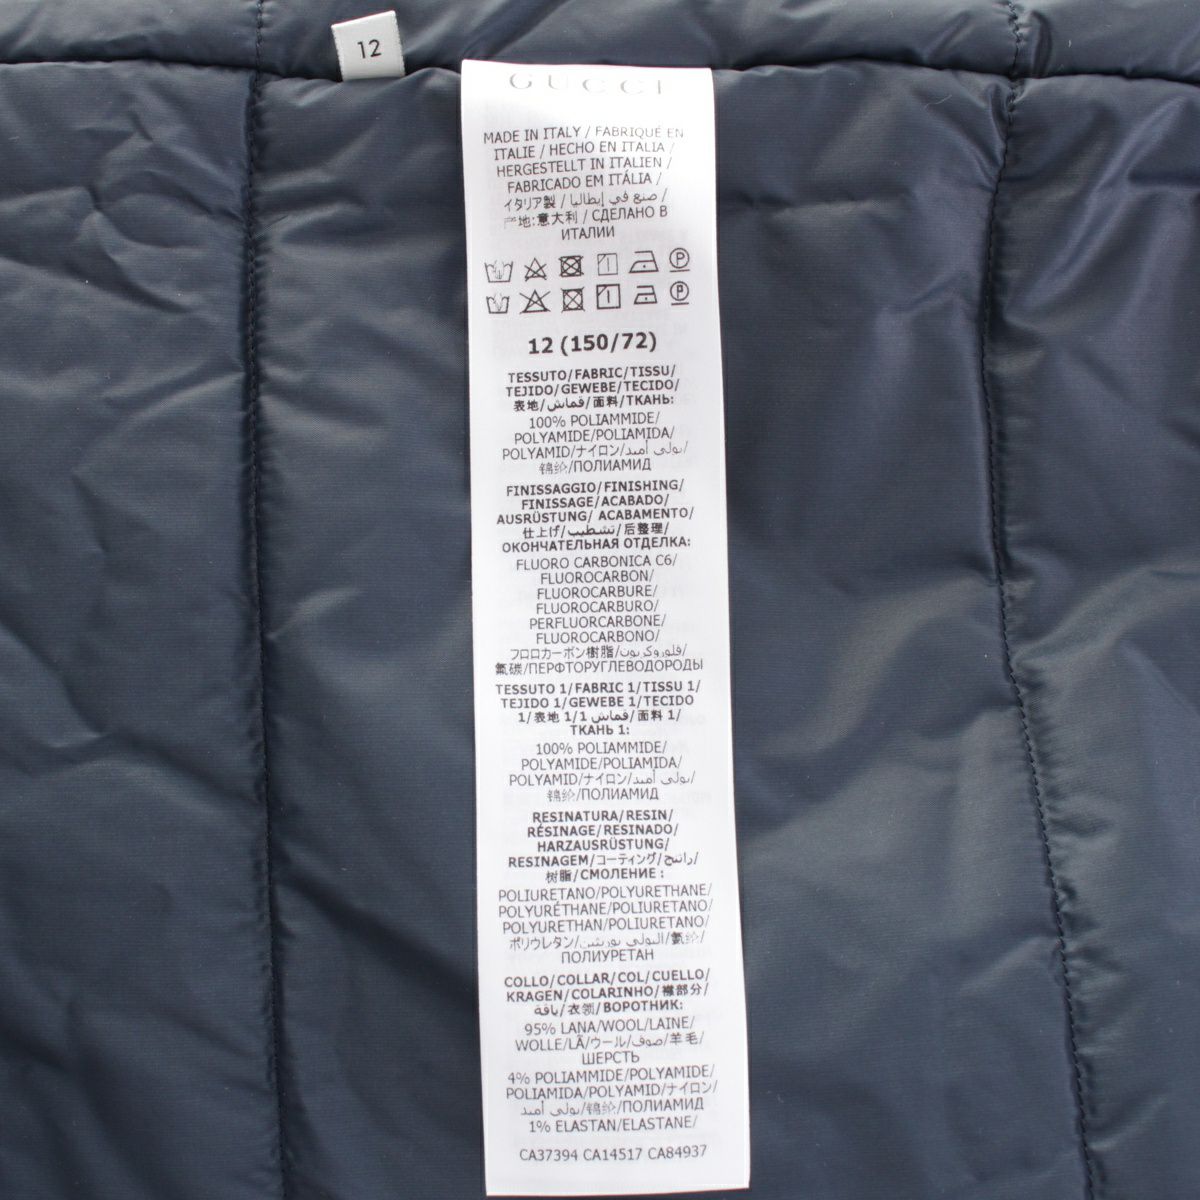 12
GUCCI
MADE IN ITALY / FABRIQUÉ EN
ITALIE / HECHO EN ITALIA /
HERGESTELLT IN ITALIEN /
FABRICADO EM ITÁLIA /
イタリア製 / صنع في إيطاليا /
产地:意大利 / СДЕЛАНО В
ИТАЛИИ
12 (150/72)
TESSUTO/FABRIC/TISSU/
TEJIDO/GEWEBE/TECIDO/
表地/قماش/面料/ТКАНЬ:
100% POLIAMMIDE/
POLYAMIDE/POLIAMIDA/
POLYAMID/ナイロン/بولي أميد/
锦纶/ПОЛИАМИД
FINISSAGGIO/FINISHING/
FINISSAGE/ACABADO/
AUSRÜSTUNG/ ACABAMENTO/
仕上げ/تشطيب/后整理/
ОКОНЧАТЕЛЬНАЯ ОТДЕЛКА:
FLUORO CARBONICA C6/
FLUOROCARBON/
FLUOROCARBURE/
FLUOROCARBURO/
PERFLUORCARBONE/
FLUOROCARBONO/
フロロカーボン樹脂/فلوروكربون/
氟碳/ПЕРФТОРУГЛЕВОДОРОДЫ
TESSUTO 1/FABRIC 1/TISSU 1/
TEJIDO 1/GEWEBE 1/TECIDO
1/表地 1/قماش 1/面料 1/
ТКАНЬ 1:
100% POLIAMMIDE/
POLYAMIDE/POLIAMIDA/
POLYAMID/ナイロン/بولي أميد/
锦纶/ПОЛИАМИД
RESINATURA/RESIN/
RÉSINAGE/RESINADO/
HARZAUSRÜSTUNG/
RESINAGEM/コーティング/راتنج/
树脂/СМОЛЕНИЕ :
POLIURETANO/POLYURETHANE/
POLYURÉTHANE/POLIURETANO/
POLYURETHAN/POLIURETANO/
ポリウレタン/البولي يوريثين/氨纶/
ПОЛИУРЕТАН
COLLO/COLLAR/COL/CUELLO/
KRAGEN/COLARINHO/襟部分/
ياقة/衣领/ВОРОТНИК:
95% LANA/WOOL/LAINE/
WOLLE/LÃ/ウール/صوف/羊毛/
ШЕРСТЬ
4% POLIAMMIDE/POLYAMIDE/
POLIAMIDA/POLYAMID/ナイロン/
بولي أميد/锦纶/ПОЛИАМИД
1% ELASTAN/ELASTANE/
CA37394 CA14517 CA84937